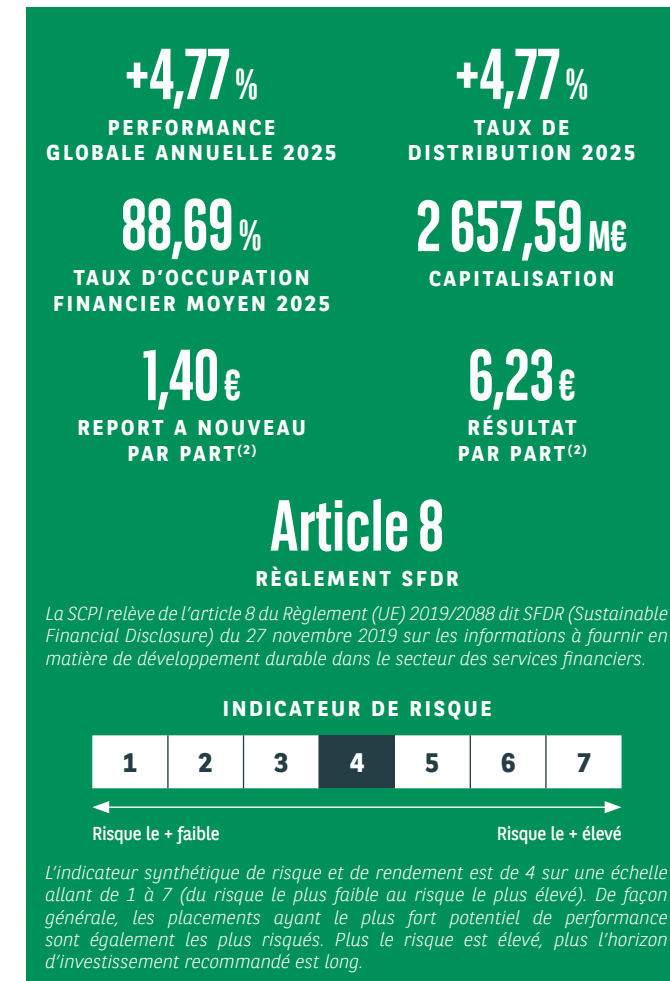 +4,77 %
PERFORMANCE
GLOBALE ANNUELLE 2025
+4,77 %
TAUX DE
DISTRIBUTION 2025
88,69 %
TAUX D'OCCUPATION
FINANCIER MOYEN 2025
2 657,59 M€
CAPITALISATION
1,40 €
REPORT A NOUVEAU
PAR PART(2)
6,23 €
RÉSULTAT
PAR PART(2)
Article 8
RÈGLEMENT SFDR
La SCPI relève de l'article 8 du Règlement (UE) 2019/2088 dit SFDR (Sustainable
Financial Disclosure) du 27 novembre 2019 sur les informations à fournir en
matière de développement durable dans le secteur des services financiers.
INDICATEUR DE RISQUE
1 2 3 4 5 6 7
Risque le + faible Risque le + élevé
L'indicateur synthétique de risque et de rendement est de 4 sur une échelle
allant de 1 à 7 (du risque le plus faible au risque le plus élevé). De façon
générale, les placements ayant le plus fort potentiel de performance
sont également les plus risqués. Plus le risque est élevé, plus l'horizon
d'investissement recommandé est long.